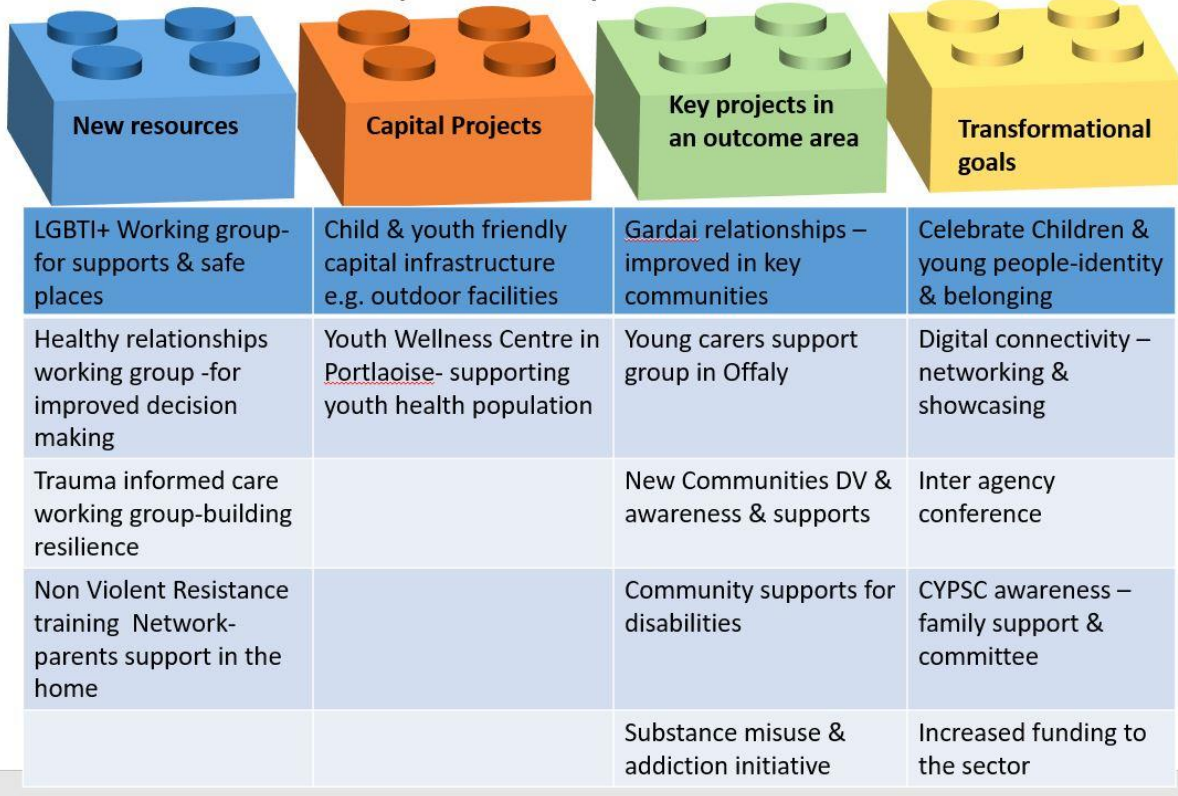 New resources
Capital Projects
Key projects in
an outcome area
Transformational
goals
LGBTI+ Working group-
for supports & safe
places
Child & youth friendly
capital infrastructure
e.g. outdoor facilities
Gardai relationships –
improved in key
communities
Celebrate Children &
young people-identity
& belonging
Healthy relationships
working group -for
improved decision
making
Youth Wellness Centre in
Portlaoise- supporting
youth health population
Young carers support
group in Offaly
Digital connectivity –
networking &
showcasing
Trauma informed care
working group-building
resilience
New Communities DV &
awareness & supports
Inter agency
conference
Non Violent Resistance
training  Network-
parents support in the
home
Community supports for
disabilities
CYPSC awareness –
family support &
committee
Substance misuse &
addiction initiative
Increased funding to
the sector